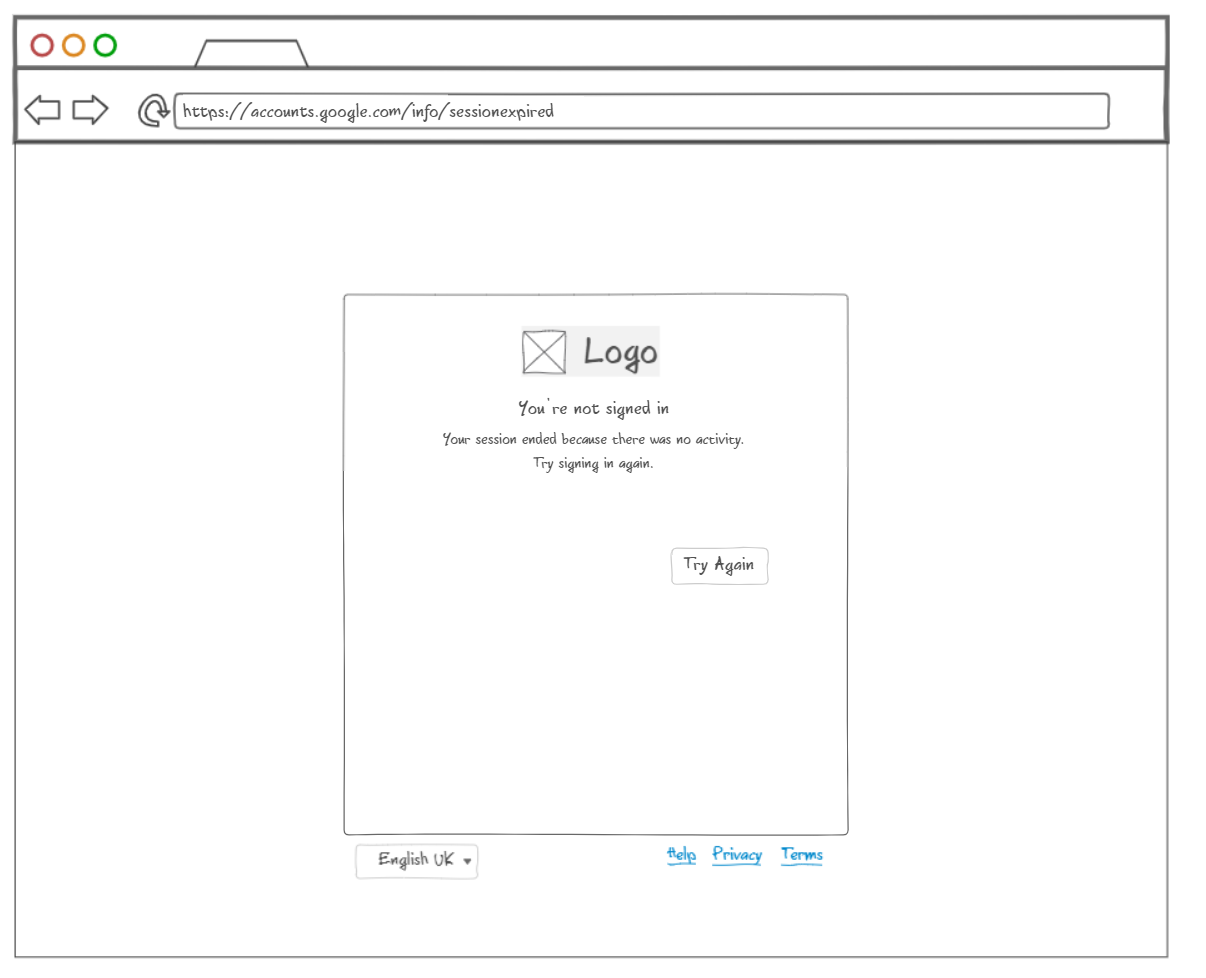 https://accounts.google.com/info/sessionexpired
Logo
You're not signed in
Your session ended because there was no activity.
Try signing in again.
Try Again
English UK
Help Privacy Terms